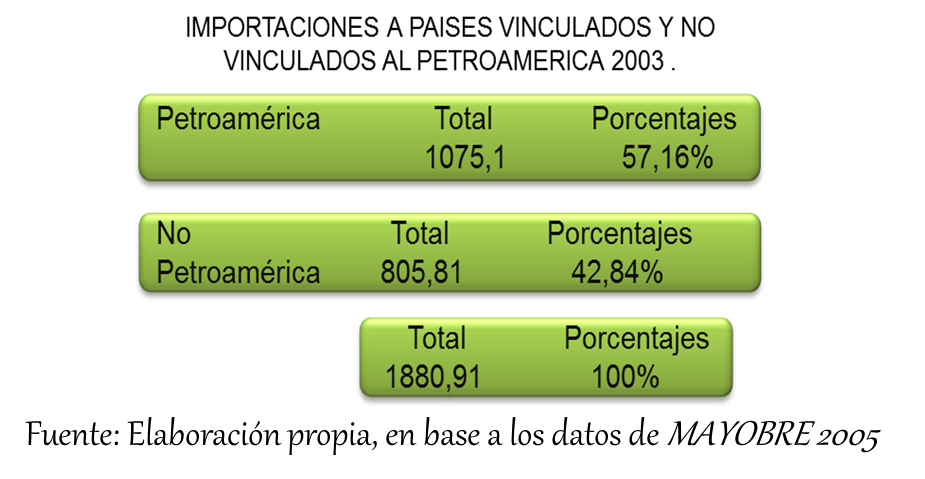 IMPORTACIONES A PAISES VINCULADOS Y NO
VINCULADOS AL PETROAMERICA 2003 .
Petroamérica Total Porcentajes
1075,1 57,16%
No Total Porcentajes
Petroamérica 805,81 42,84%
Total Porcentajes
1880,91 100%
Fuente: Elaboración propia, en base a los datos de MAYOBRE 2005